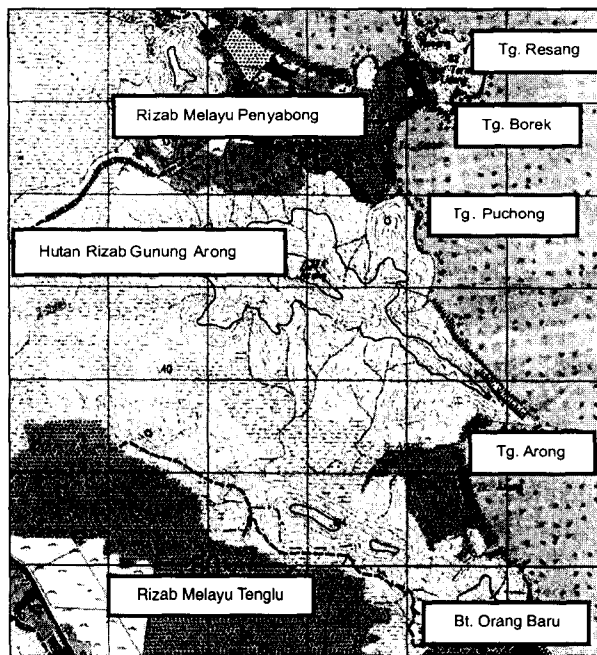 Tg. Resang
Rizab Melayu Penyabong
Tg. Borek
Tg. Puchong
Hutan Rizab Gunung Arong
40
Tg. Arong
Rizab Melayu Tenglu
Bt. Orang Baru